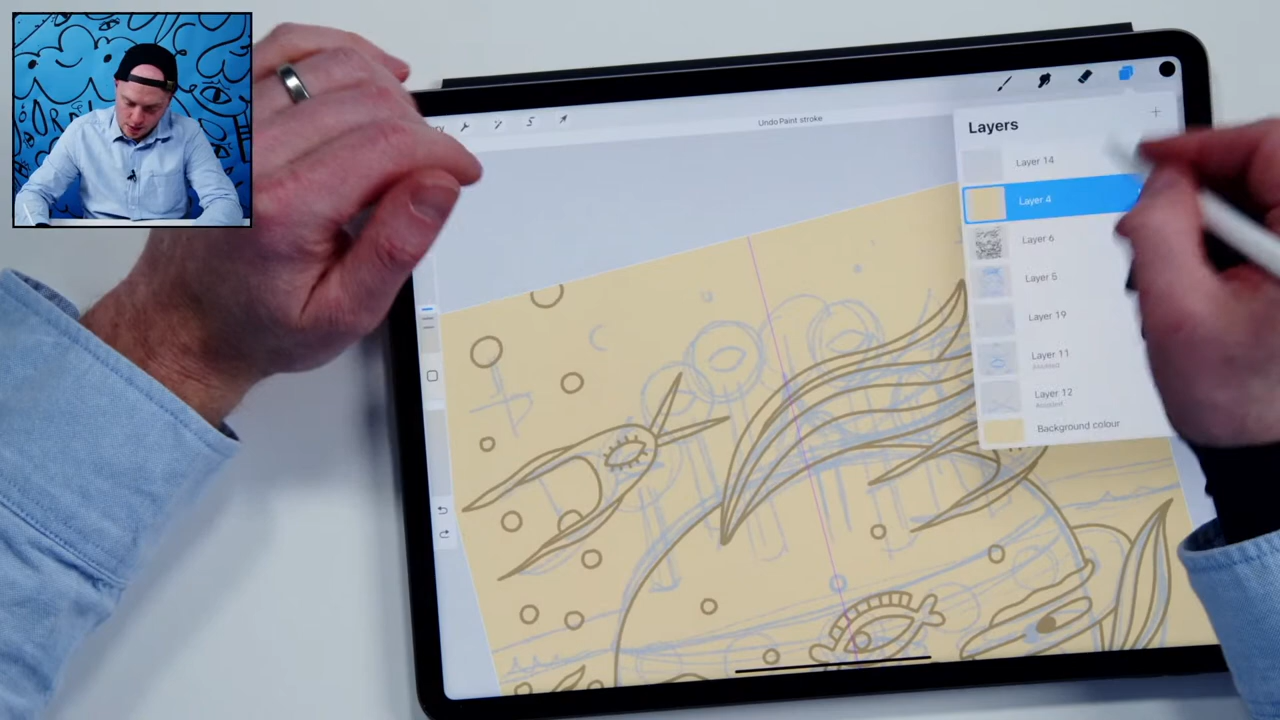 Undo Paint stroke
Layers
Layer 14
Layer 4
Layer 6
Layer 5
Layer 19
Layer 11
Layer 12
Background colour